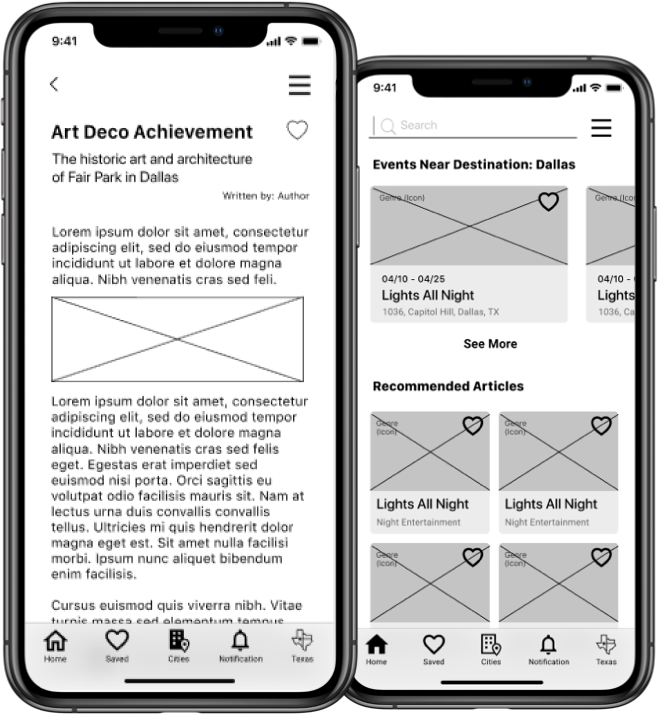 9:41
Art Deco Achievement
The historic art and architecture
of Fair Park in Dallas
Written by: Author
Lorem ipsum dolor sit amet, consectetur
adipiscing elit, sed do eiusmod tempor
incididunt ut labore et dolore magna
aliqua. Nibh venenatis cras sed feli.
Lorem ipsum dolor sit amet, consectetur
adipiscing elit, sed do eiusmod tempor
incididunt ut labore et dolore magna
aliqua. Nibh venenatis cras sed felis
eget. Egestas erat imperdiet sed
euismod nisi porta. Orci sagittis eu
volutpat odio facilisis mauris sit. Nam at
lectus urna duis convallis convallis
tellus. Ultricies mi quis hendrerit dolor
magna eget est. Sit amet nulla facilisi
morbi. Ipsum nunc aliquet bibendum
enim facilisis.
Cursus euismod quis viverra nibh. Vitae
turpis massa sed elementum tempus
Home Saved Cities Notification Texas
9:41
Search
Events Near Destination: Dallas
Genre (Icon) Genre (Icon)
04/10 - 04/25 04/10 -
Lights All Night Lights
1036, Capitol Hill, Dallas, TX 1036, Ca
See More
Recommended Articles
Genre Genre
(Icon) (Icon)
Lights All Night Lights All Night
Night Entertainment Night Entertainment
Genre Genre
(Icon) (Icon)
Home Saved Cities Notification Texas